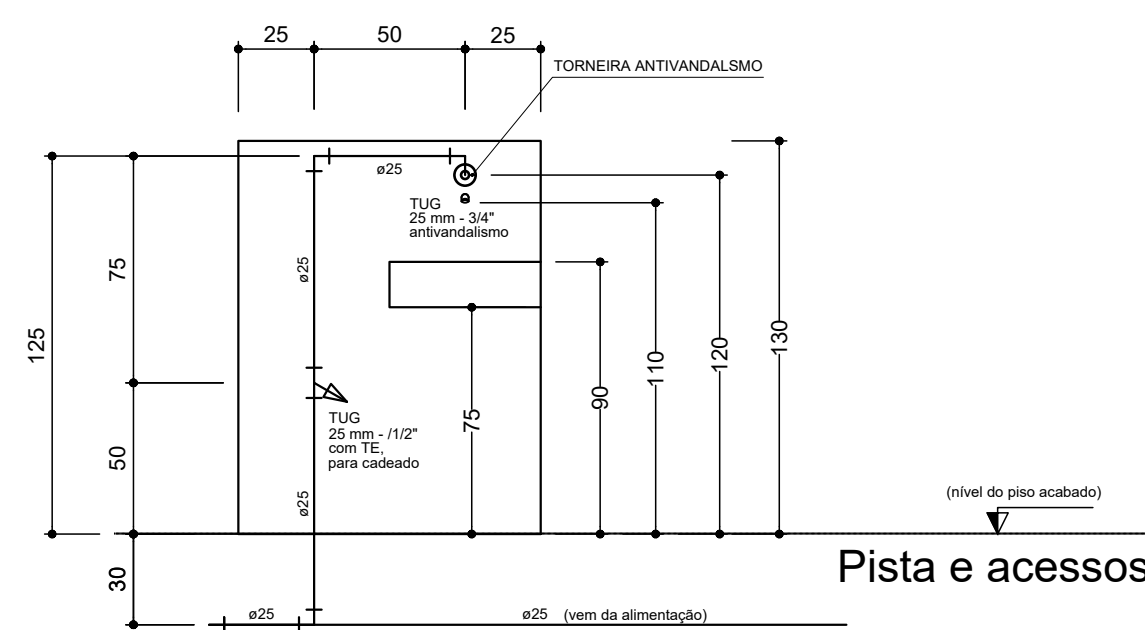 25
50
25
TORNEIRA ANTIVANDALSMO
ø25
TUG
25 mm - 3/4"
antivandalismo
75
ø25
125
130
120
110
90
75
TUG
25 mm - /1/2"
com TE,
para cadeado
50
ø25
(nível do piso acabado)
30
Pista e acessos
ø25
ø25 (vem da alimentação)